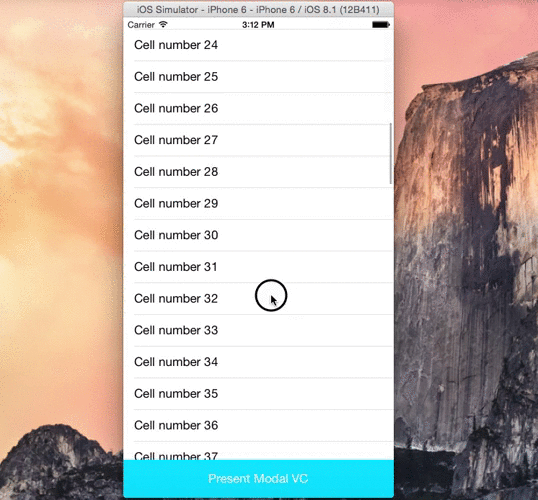 iOS Simulator - iPhone 6 - iPhone 6 / iOS 8.1 (12B411)
Carrier 3:12 PM
Cell number 24
Cell number 25
Cell number 26
Cell number 27
Cell number 28
Cell number 29
Cell number 30
Cell number 31
Cell number 32
Cell number 33
Cell number 34
Cell number 35
Cell number 36
Cell number 37
Present Modal VC